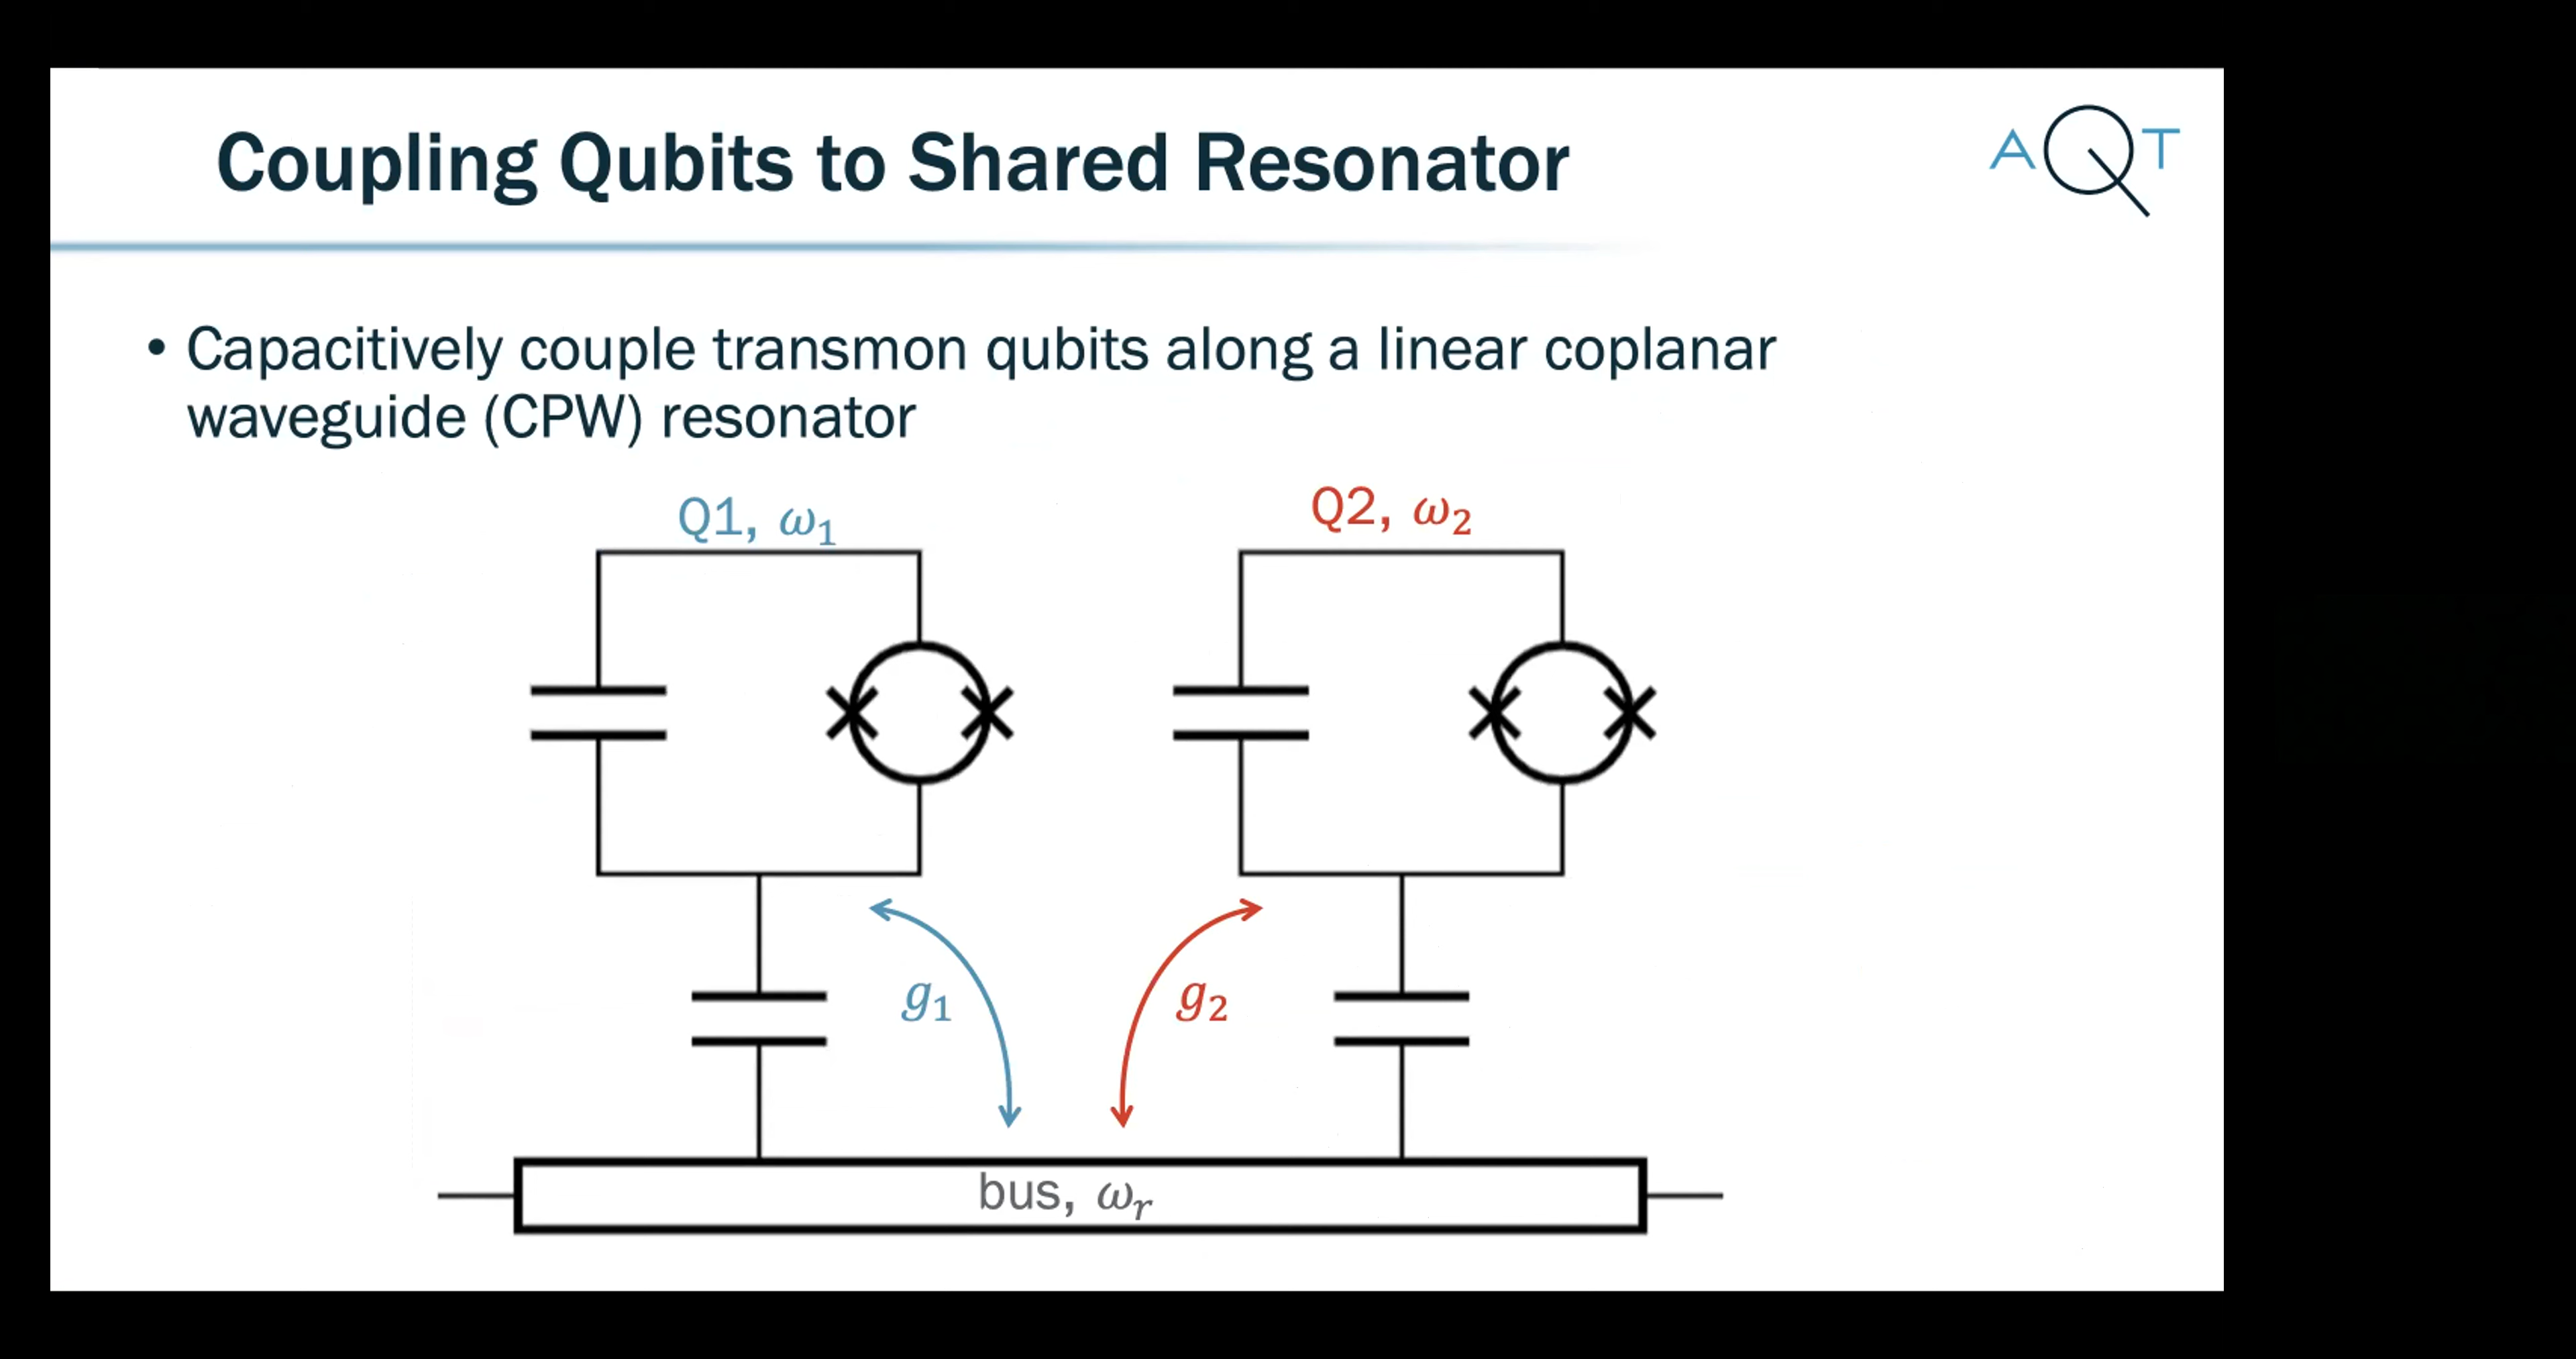 Coupling Qubits to Shared Resonator
AQT
• Capacitively couple transmon qubits along a linear coplanar
waveguide (CPW) resonator
Q1, ω₁
Q2, ω₂
g₁
g₂
bus, ωᵣ